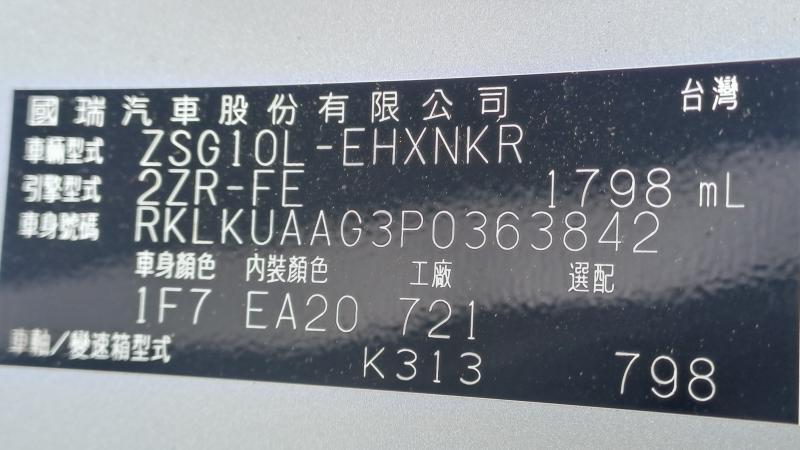 國瑞汽車股份有限公司 台灣
車輛型式 ZSG10L-EHXNKR
引擎型式 2ZR-FE 1798 mL
車身號碼 RKLKUAAG3P0363842
車身顏色 內裝顏色 工廠 選配
1F7 EA20 721
車軸/變速箱型式 K313 798